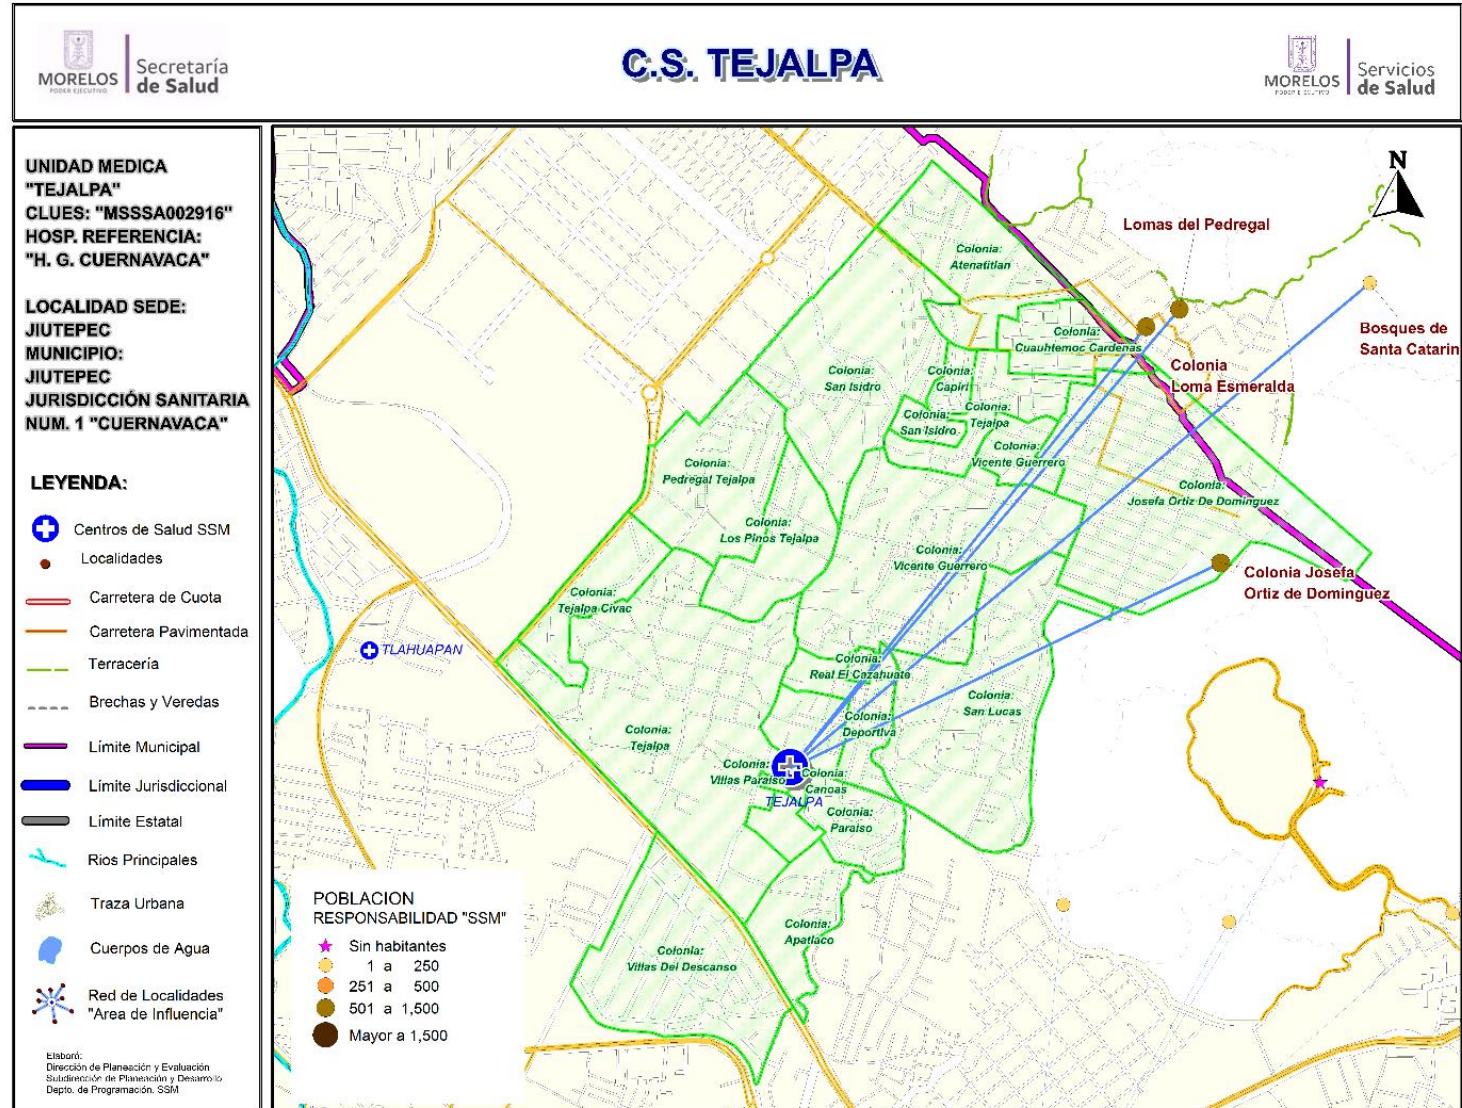 MORELOS
PODER EJECUTIVO
Secretaría
de Salud
C.S. TEJALPA
MORELOS
PODER EJECUTIVO
Servicios
de Salud
UNIDAD MEDICA
"TEJALPA"
CLUES: "MSSSA002916"
HOSP. REFERENCIA:
"H. G. CUERNAVACA"
LOCALIDAD SEDE:
JIUTEPEC
MUNICIPIO:
JIUTEPEC
JURISDICCIÓN SANITARIA
NUM. 1 "CUERNAVACA"
LEYENDA:
Centros de Salud SSM
Localidades
Carretera de Cuota
Carretera Pavimentada
Terracería
Brechas y Veredas
Límite Municipal
Límite Jurisdiccional
Límite Estatal
Rios Principales
Traza Urbana
Cuerpos de Agua
Red de Localidades
"Area de Influencia"
Elaboró:
Dirección de Planeación y Evaluación
Subdirección de Planeación y Desarrollo
Depto. de Programación. SSM
N
Lomas del Pedregal
Bosques de
Santa Catarin
Colonia
Loma Esmeralda
Colonia Josefa
Ortiz de Dominguez
Colonia:
Atenatitlan
Colonia:
Cuauhtemoc Cardenas
Colonia:
San Isidro
Colonia:
Capiri
Colonia:
San Isidro
Colonia:
Tejalpa
Colonia:
Vicente Guerrero
Colonia:
Pedregal Tejalpa
Colonia:
Josefa Ortiz De Dominguez
Colonia:
Los Pinos Tejalpa
Colonia:
Vicente Guerrero
Colonia:
Tejalpa Civac
TLAHUAPAN
Colonia:
Real El Cazahuate
Colonia:
San Lucas
Colonia:
Deportiva
Colonia:
Tejalpa
Colonia:
Villas Paraiso
Colonia:
Canoas
TEJALPA
Colonia:
Paraiso
Colonia:
Apatlaco
Colonia:
Villas Del Descanso
POBLACION
RESPONSABILIDAD "SSM"
Sin habitantes
1 a 250
251 a 500
501 a 1,500
Mayor a 1,500